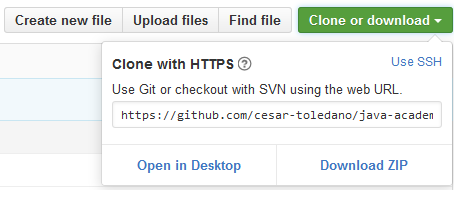 Create new file Upload files Find file Clone or download
Clone with HTTPS ?
Use SSH
Use Git or checkout with SVN using the web URL.
https://github.com/cesar-toledano/java-academ
Open in Desktop Download ZIP